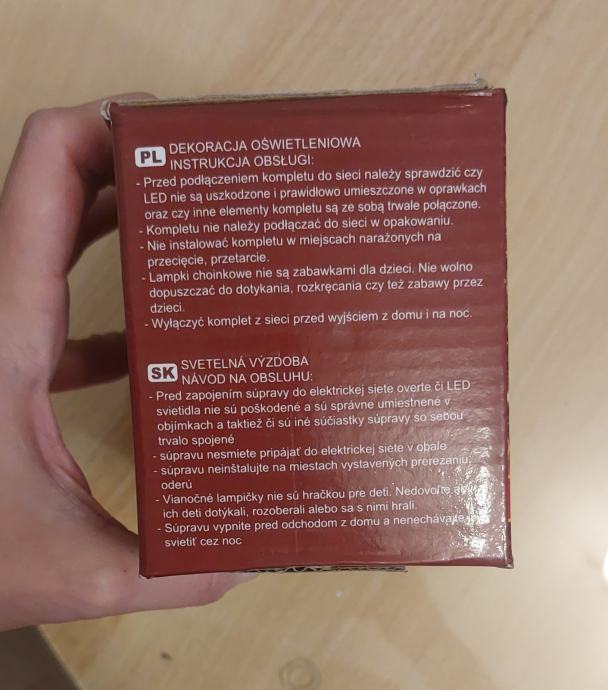 PL DEKORACJA OŚWIETLENIOWA
INSTRUKCJA OBSŁUGI:
- Przed podłączeniem kompletu do sieci należy sprawdzić czy
LED nie są uszkodzone i prawidłowo umieszczone w oprawkach
oraz czy inne elementy kompletu są ze sobą trwale połączone.
- Kompletu nie należy podłączać do sieci w opakowaniu.
- Nie instalować kompletu w miejscach narażonych na
przecięcie, przetarcie.
- Lampki choinkowe nie są zabawkami dla dzieci. Nie wolno
dopuszczać do dotykania, rozkręcania czy też zabawy przez
dzieci.
- Wyłączyć komplet z sieci przed wyjściem z domu i na noc.
SK SVETELNÁ VÝZDOBA
NÁVOD NA OBSLUHU:
- Pred zapojením súpravy do elektrickej siete overte či LED
svietidla nie sú poškodené a sú správne umiestnené v
objímkach a taktiež či sú iné súčiastky súpravy so sebou
trvalo spojené
- súpravu nesmiete pripájať do elektrickej siete v obale
- súpravu neinštalujte na miestach vystavených prerezaniu,
oderú
- Vianočné lampičky nie sú hračkou pre deti. Nedovoľte
ich deti dotýkali, rozoberali alebo sa s nimi hrali.
- Súpravu vypnite pred odchodom z domu a nenechávajte
svietiť cez noc